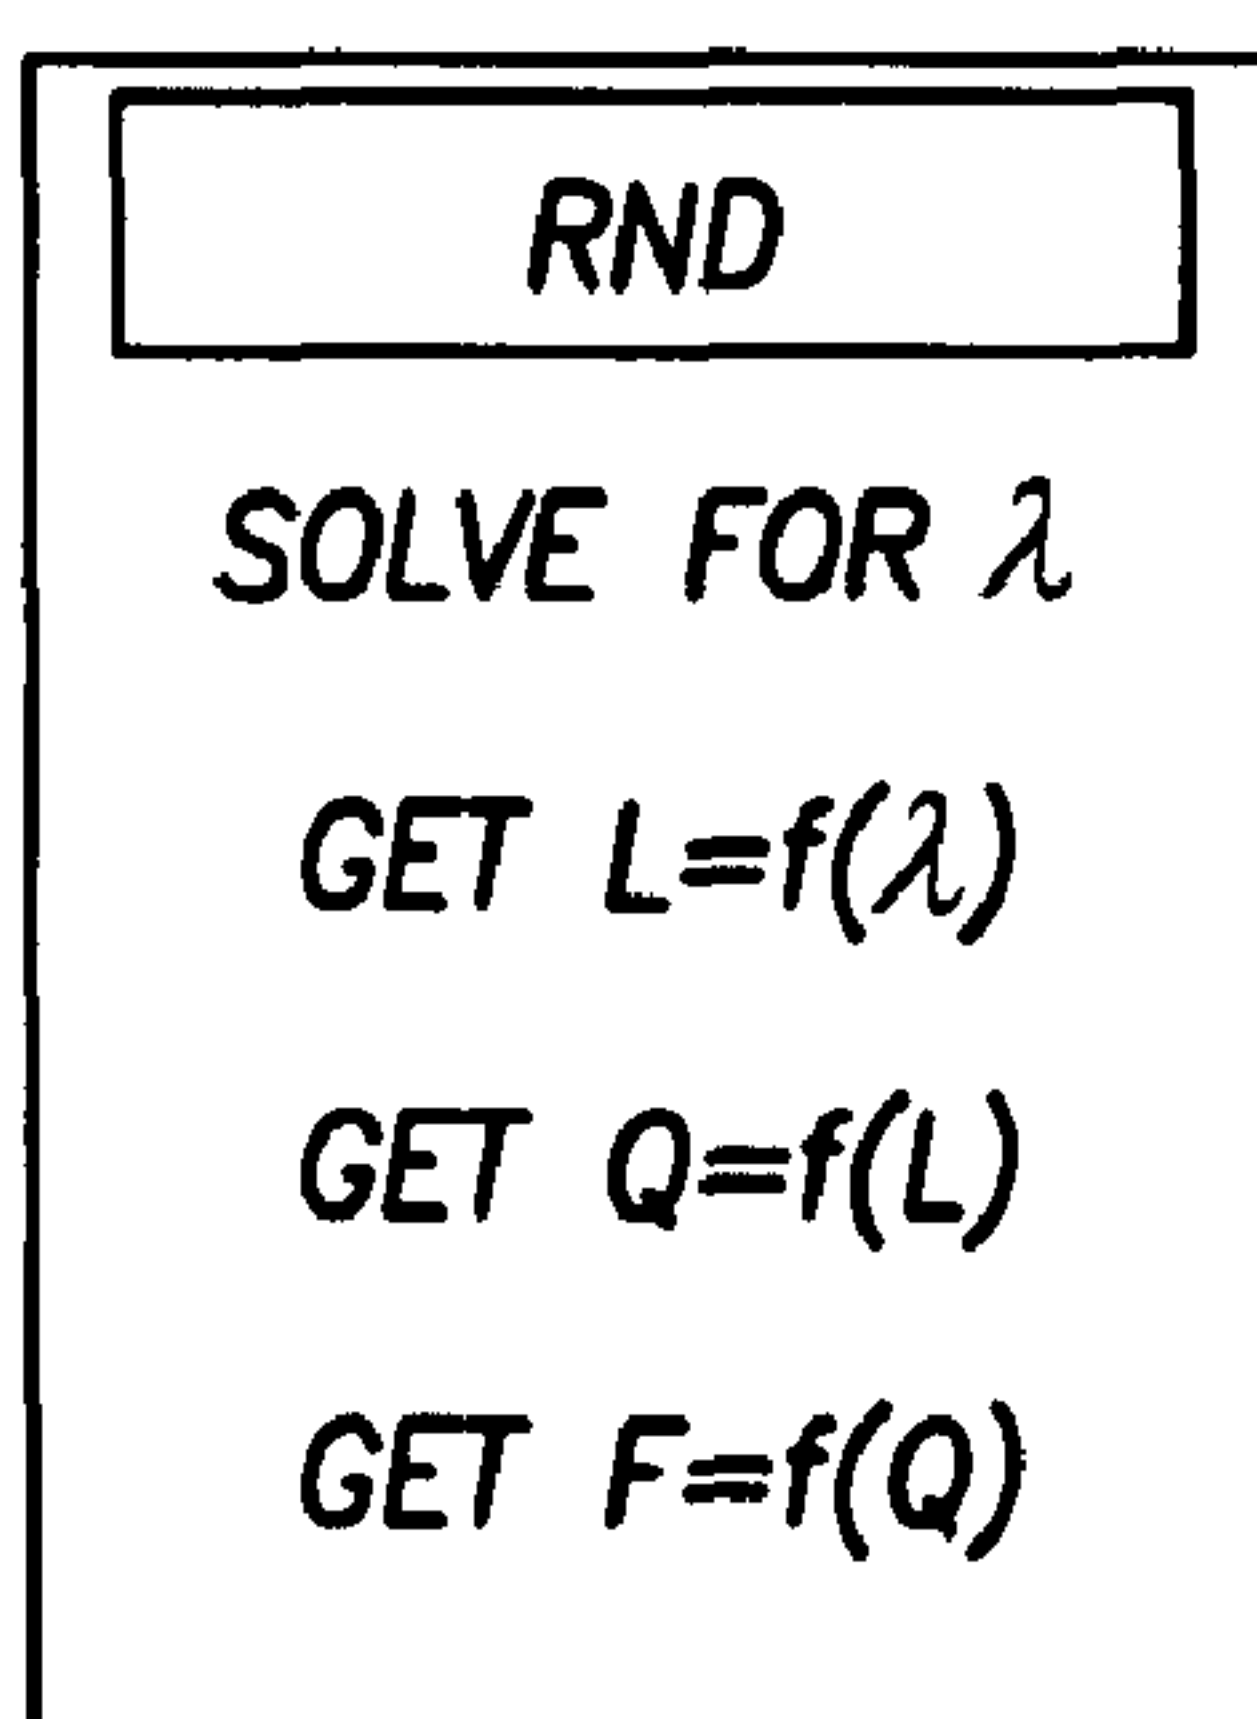 RND
SOLVE FOR λ
GET L=f(λ)
GET Q=f(L)
GET F=f(Q)